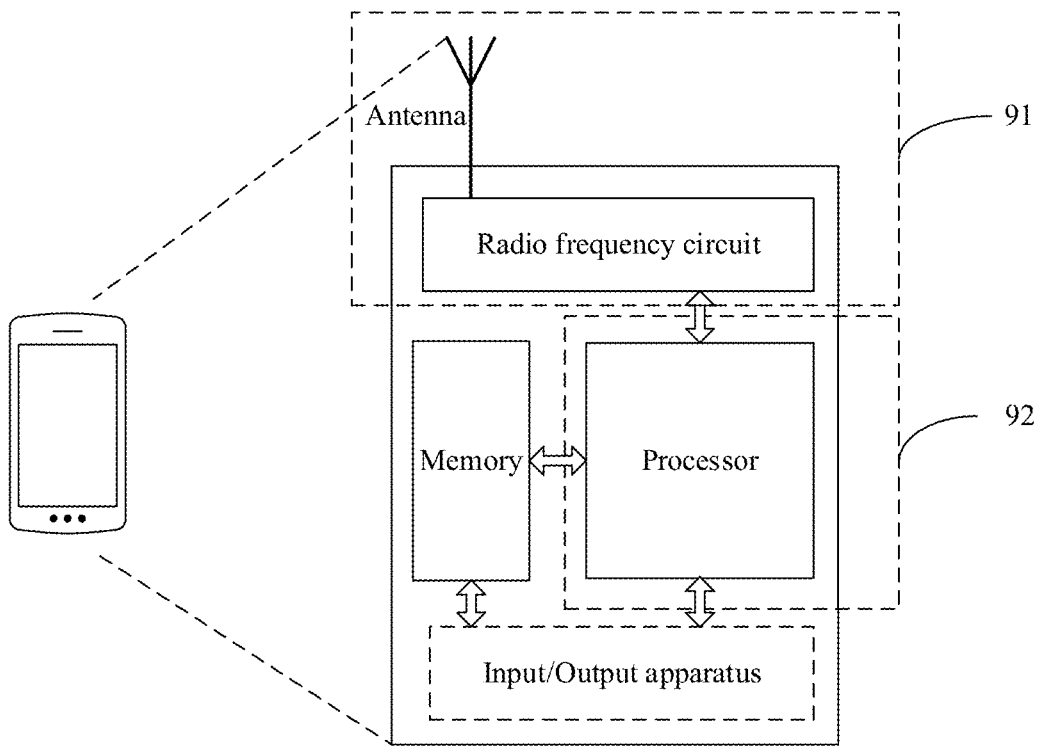 Antenna
91
Radio frequency circuit
92
Memory
Processor
Input/Output apparatus